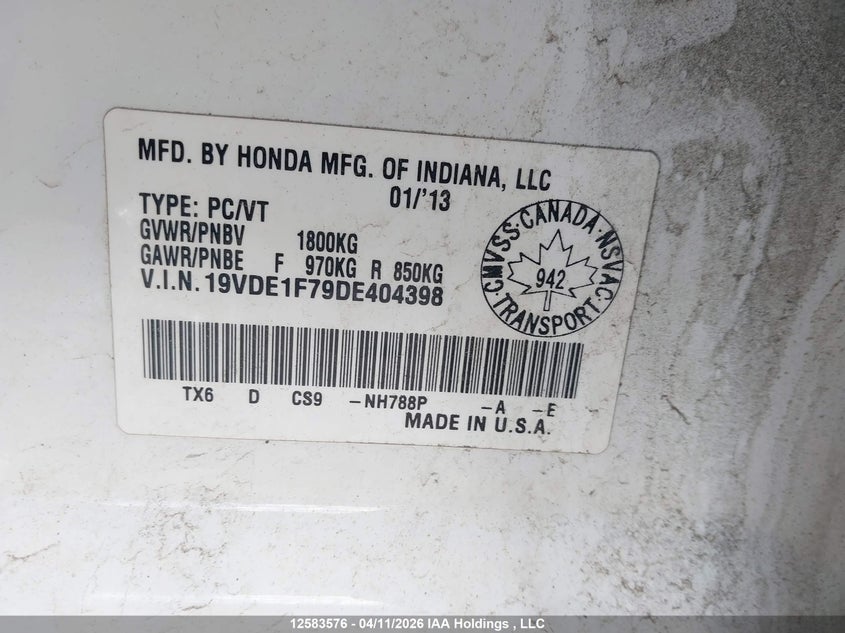 MFD. BY HONDA MFG. OF INDIANA, LLC
01/'13
TYPE: PC/VT
GVWR/PNBV 1800KG
GAWR/PNBE F 970KG R 850KG
V.I.N. 19VDE1F79DE404398
CMVSS · CANADA · NSVAC · TRANSPORT ·
942
TX6 D CS9 -NH788P -A -E
MADE IN U.S.A.
12583576 - 04/11/2026 IAA Holdings , LLC